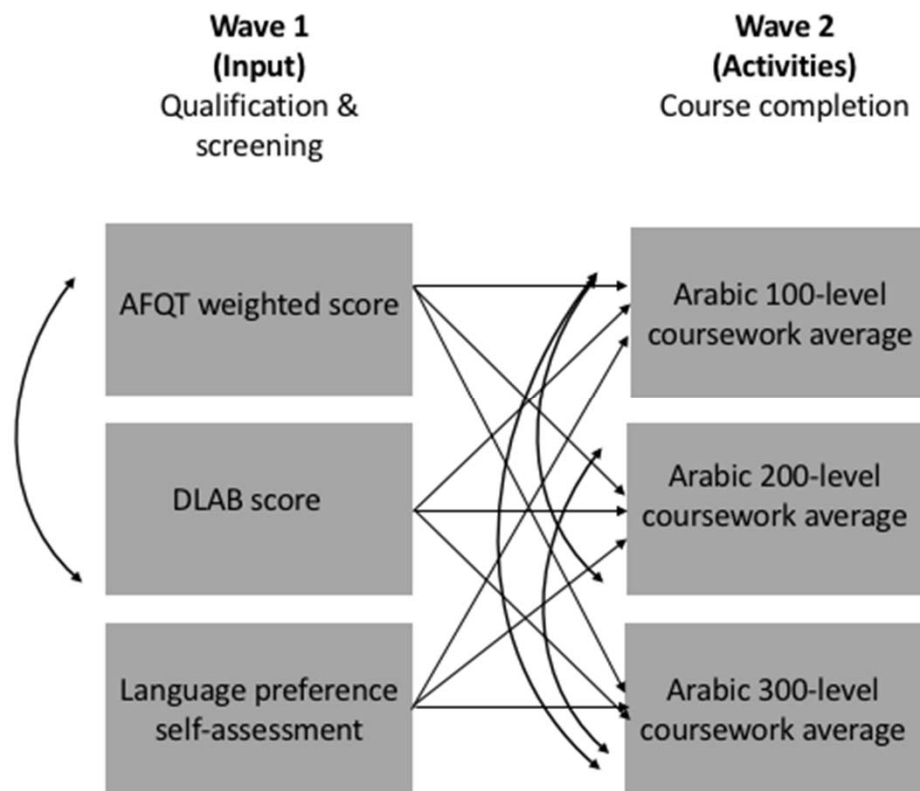 Wave 1
(Input)
Qualification &
screening
Wave 2
(Activities)
Course completion
AFQT weighted score
Arabic 100-level
coursework average
DLAB score
Arabic 200-level
coursework average
Language preference
self-assessment
Arabic 300-level
coursework average